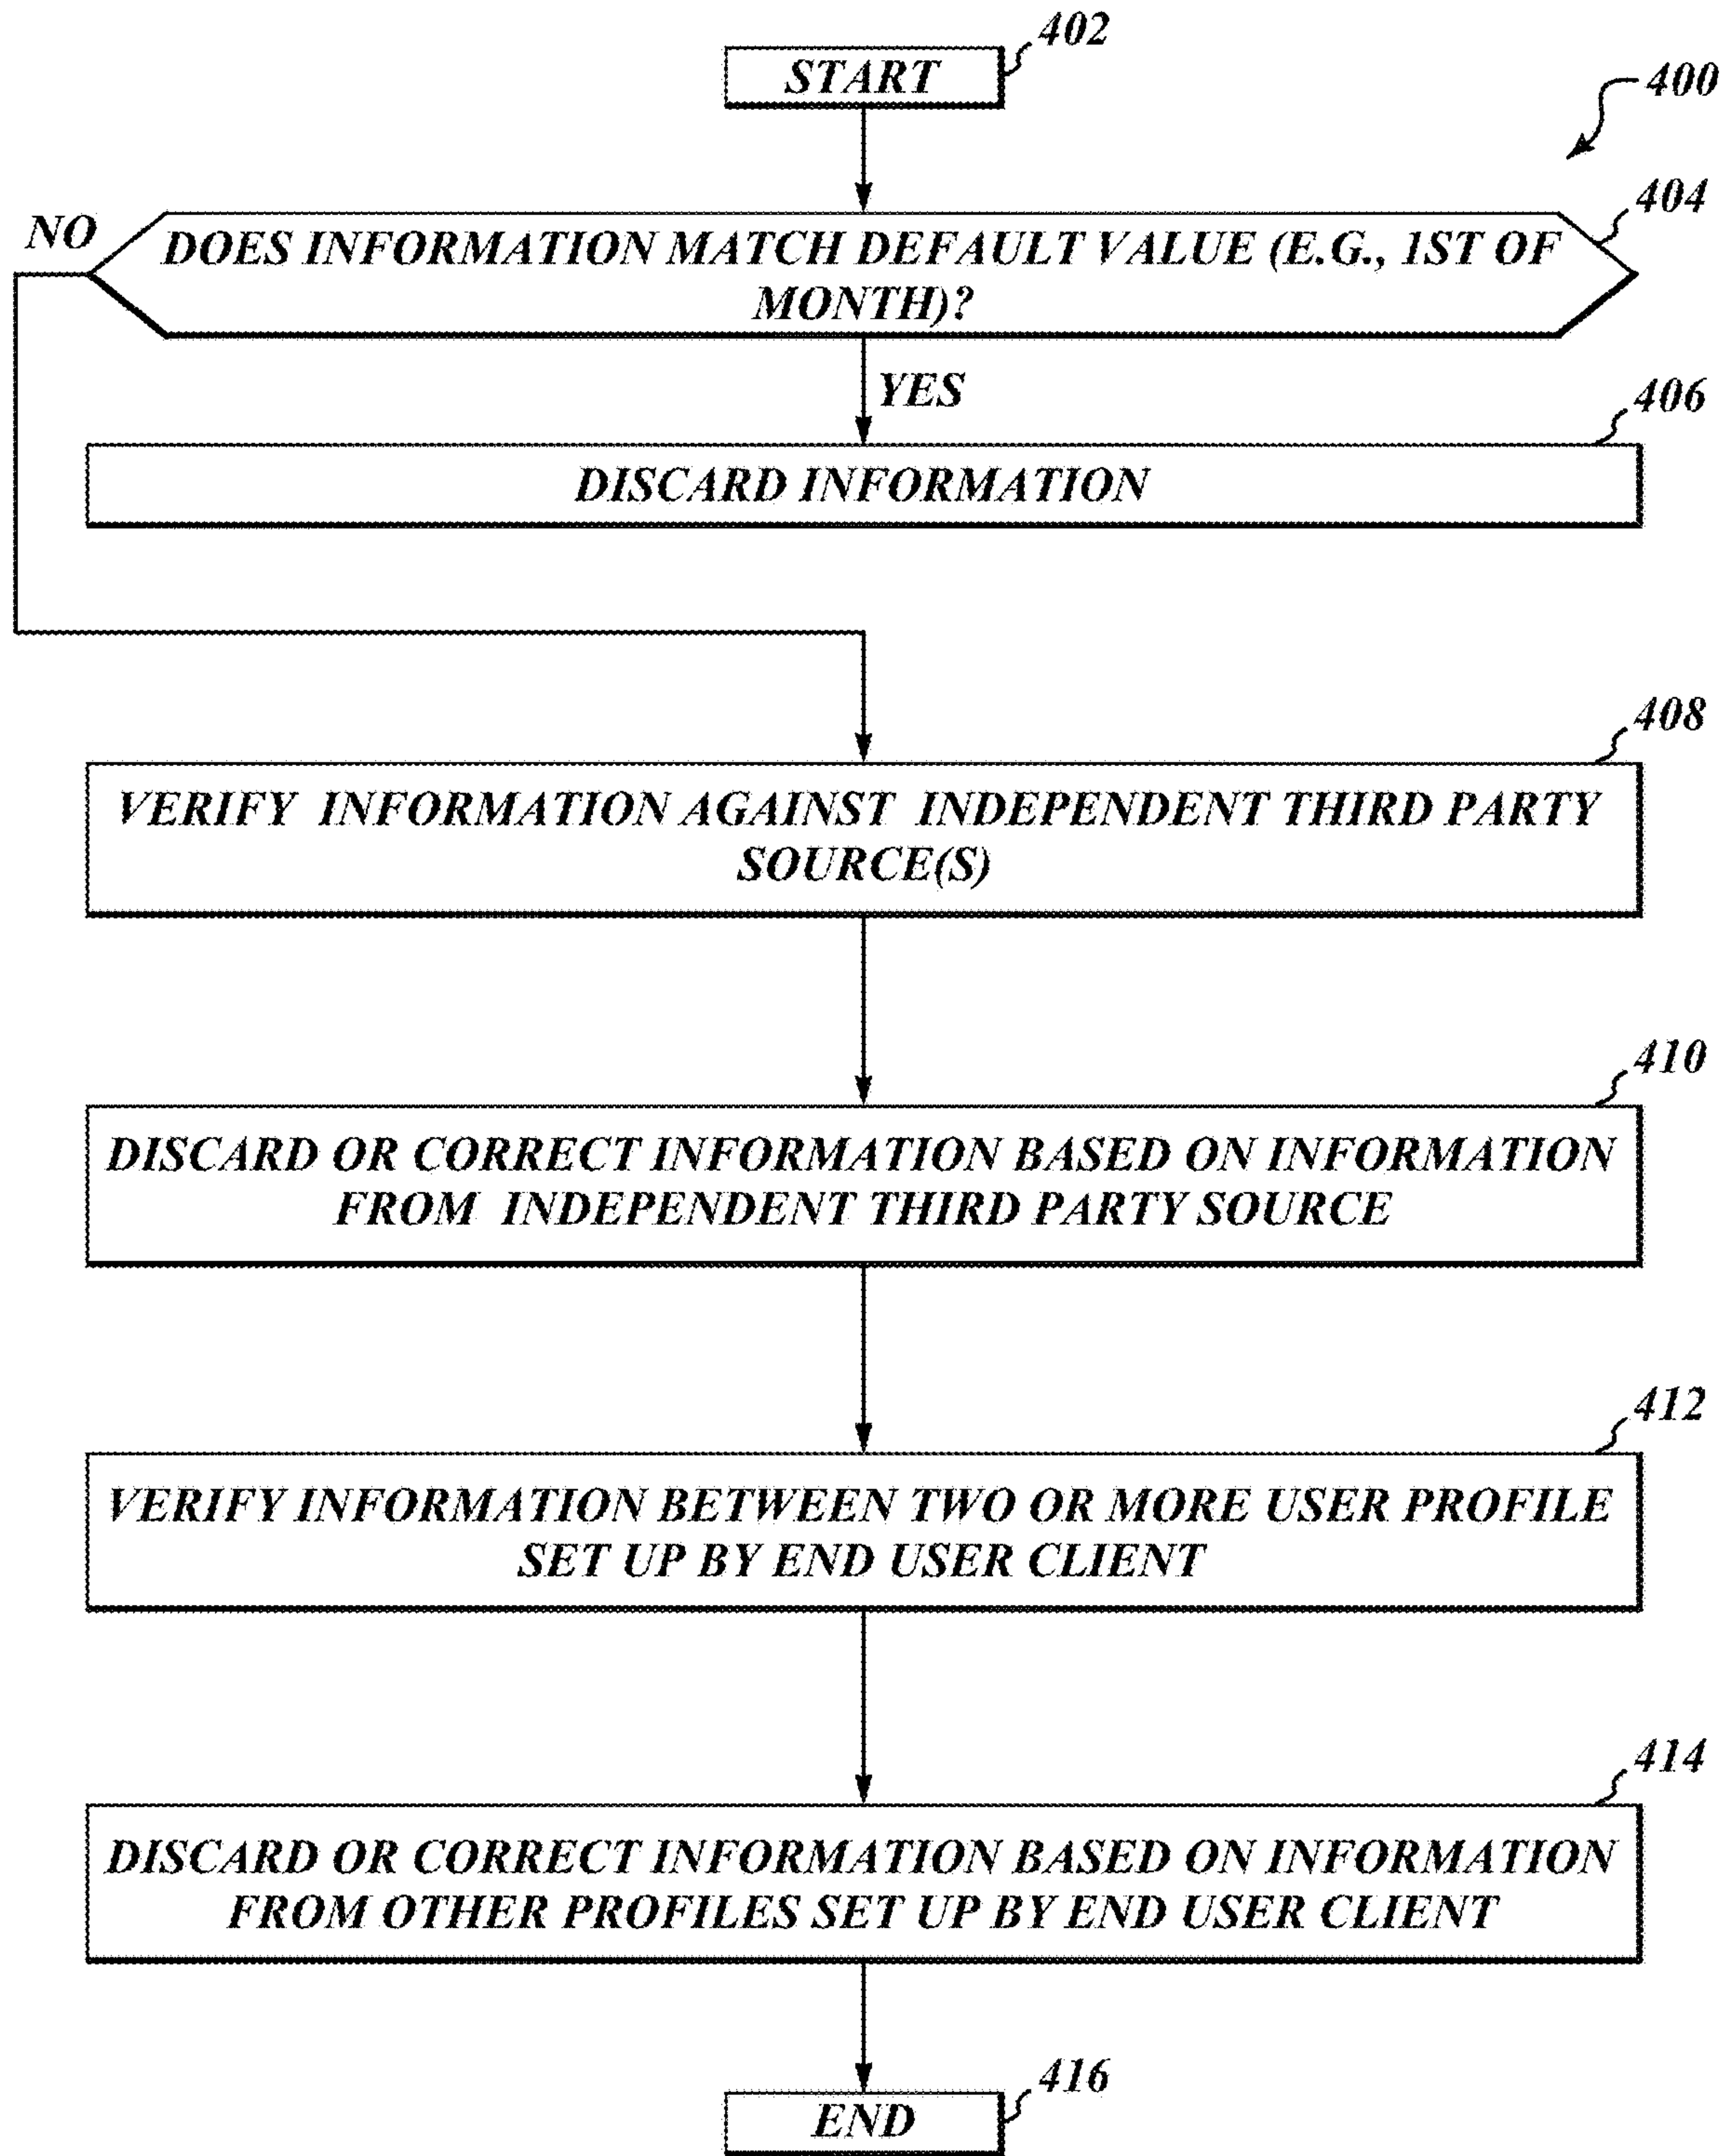 402
START
400
404
NO
DOES INFORMATION MATCH DEFAULT VALUE (E.G., 1ST OF
MONTH)?
YES
406
DISCARD INFORMATION
408
VERIFY INFORMATION AGAINST INDEPENDENT THIRD PARTY
SOURCE(S)
410
DISCARD OR CORRECT INFORMATION BASED ON INFORMATION
FROM INDEPENDENT THIRD PARTY SOURCE
412
VERIFY INFORMATION BETWEEN TWO OR MORE USER PROFILE
SET UP BY END USER CLIENT
414
DISCARD OR CORRECT INFORMATION BASED ON INFORMATION
FROM OTHER PROFILES SET UP BY END USER CLIENT
416
END